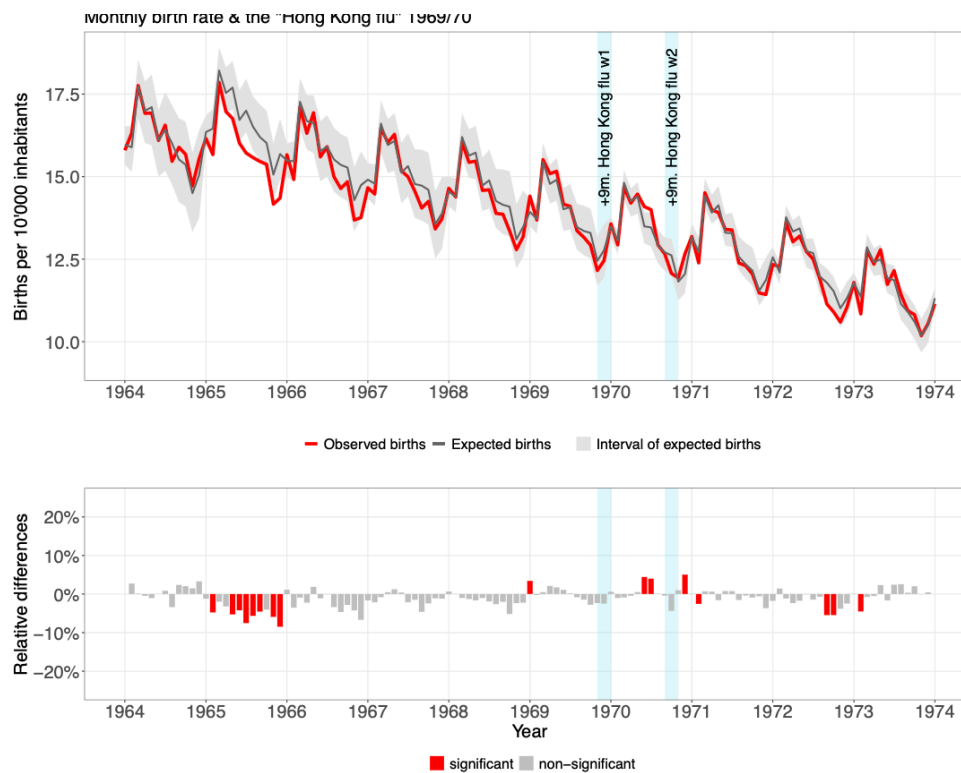 Monthly birth rate & the "Hong Kong flu" 1969/70
Births per 10'000 inhabitants
17.5
15.0
12.5
10.0
+9m. Hong Kong flu w1
+9m. Hong Kong flu w2
1964 1965 1966 1967 1968 1969 1970 1971 1972 1973 1974
Observed births Expected births Interval of expected births
Relatitve differences
20%
10%
0%
−10%
−20%
1964 1965 1966 1967 1968 1969 1970 1971 1972 1973 1974
Year
significant non−significant